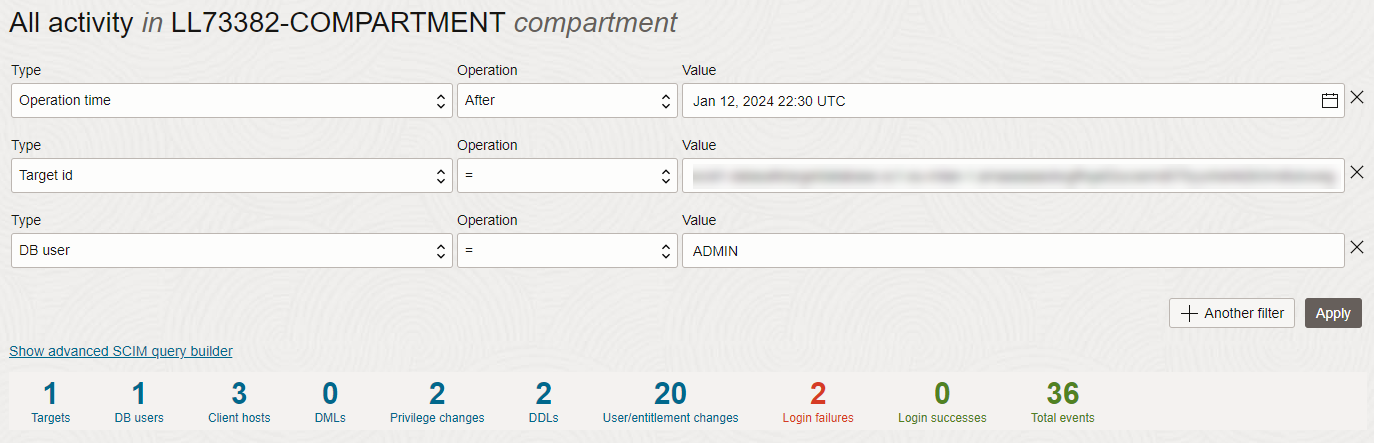 All activity in LL73382-COMPARTMENT compartment
Type Operation Value
Operation time After Jan 12, 2024 22:30 UTC
Type Operation Value
Target id =
Type Operation Value
DB user = ADMIN
Another filter Apply
Show advanced SCIM query builder
1 1 3 0 2 2 20 2 0 36
Targets DB users Client hosts DMLs Privilege changes DDLs User/entitlement changes Login failures Login successes Total events